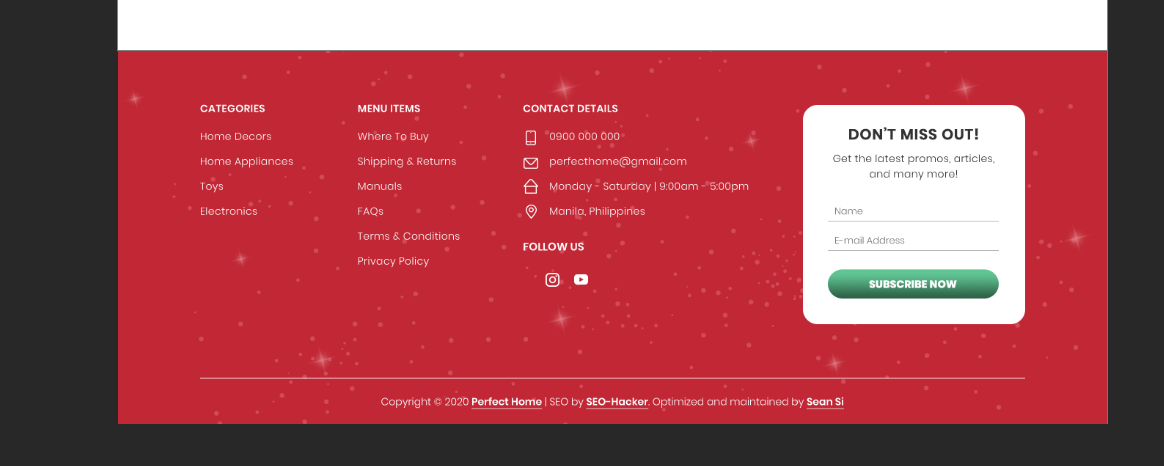 CATEGORIES
Home Decors
Home Appliances
Toys
Electronics
MENU ITEMS
Where To Buy
Shipping & Returns
Manuals
FAQs
Terms & Conditions
Privacy Policy
CONTACT DETAILS
0900 000 000
perfecthome@gmail.com
Monday - Saturday | 9:00am - 5:00pm
Manila, Philippines
FOLLOW US
DON'T MISS OUT!
Get the latest promos, articles,
and many more!
Name
E-mail Address
SUBSCRIBE NOW
Copyright © 2020 Perfect Home | SEO by SEO-Hacker. Optimized and maintained by Sean Si